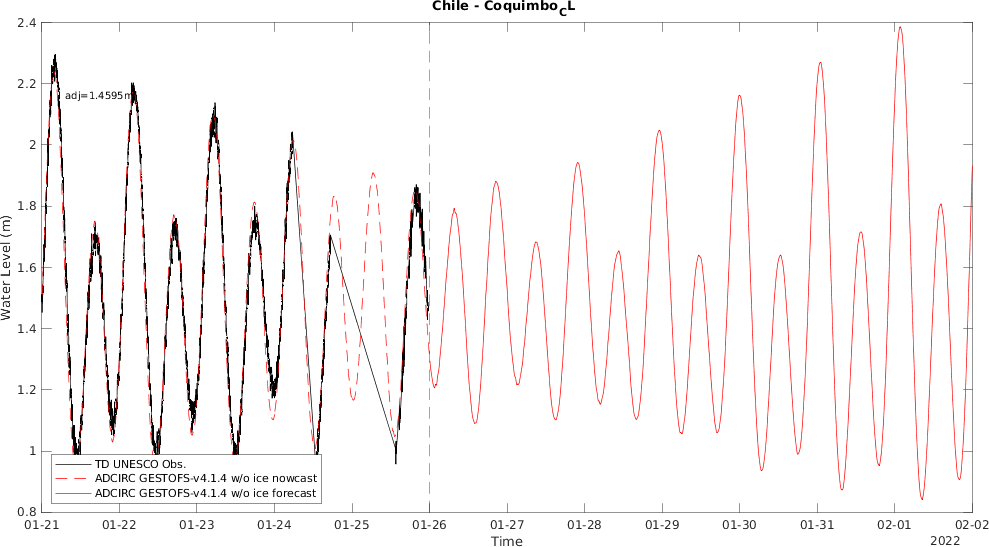 Chile - Coquimbo_CL
2.4
2.2
2
1.8
1.6
1.4
1.2
1
0.8
Water Level (m)
adj=1.4595m
TD UNESCO Obs.
ADCIRC GESTOFS-v4.1.4 w/o ice nowcast
ADCIRC GESTOFS-v4.1.4 w/o ice forecast
01-21 01-22 01-23 01-24 01-25 01-26 01-27 01-28 01-29 01-30 01-31 02-01 02-02
Time
2022